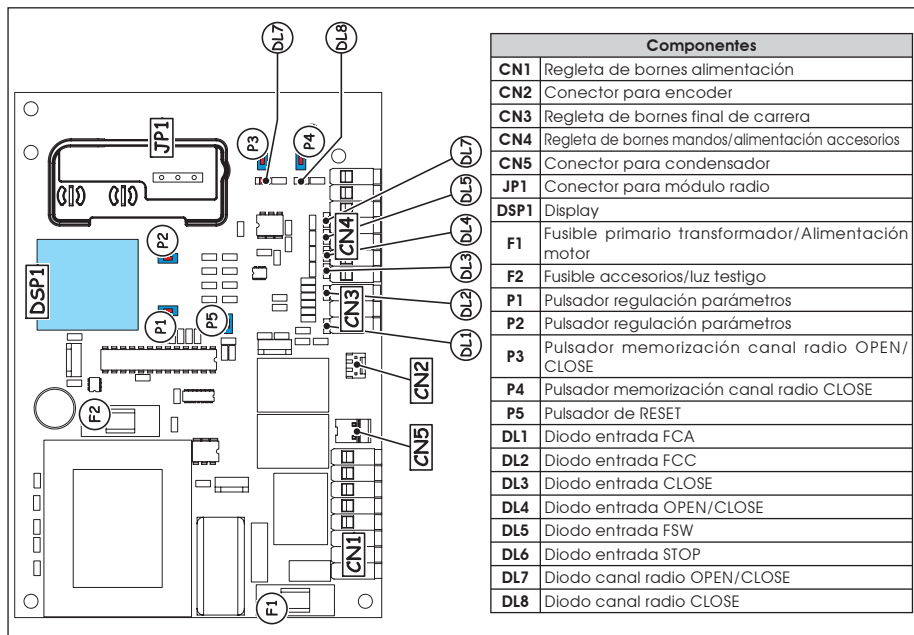 DL7
DL8
P3
P4
JP1
DL7
DL5
CN4
DL4
P2
DL3
DSP1
CN3
DL2
P1
P5
DL1
CN2
F2
CN5
CN1
F1
Componentes
CN1 Regleta de bornes alimentación
CN2 Conector para encoder
CN3 Regleta de bornes final de carrera
CN4 Regleta de bornes mandos/alimentación accesorios
CN5 Conector para condensador
JP1 Conector para módulo radio
DSP1 Display
F1 Fusible primario transformador/Alimentación
motor
F2 Fusible accesorios/luz testigo
P1 Pulsador regulación parámetros
P2 Pulsador regulación parámetros
P3 Pulsador memorización canal radio OPEN/
CLOSE
P4 Pulsador memorización canal radio CLOSE
P5 Pulsador de RESET
DL1 Diodo entrada FCA
DL2 Diodo entrada FCC
DL3 Diodo entrada CLOSE
DL4 Diodo entrada OPEN/CLOSE
DL5 Diodo entrada FSW
DL6 Diodo entrada STOP
DL7 Diodo canal radio OPEN/CLOSE
DL8 Diodo canal radio CLOSE